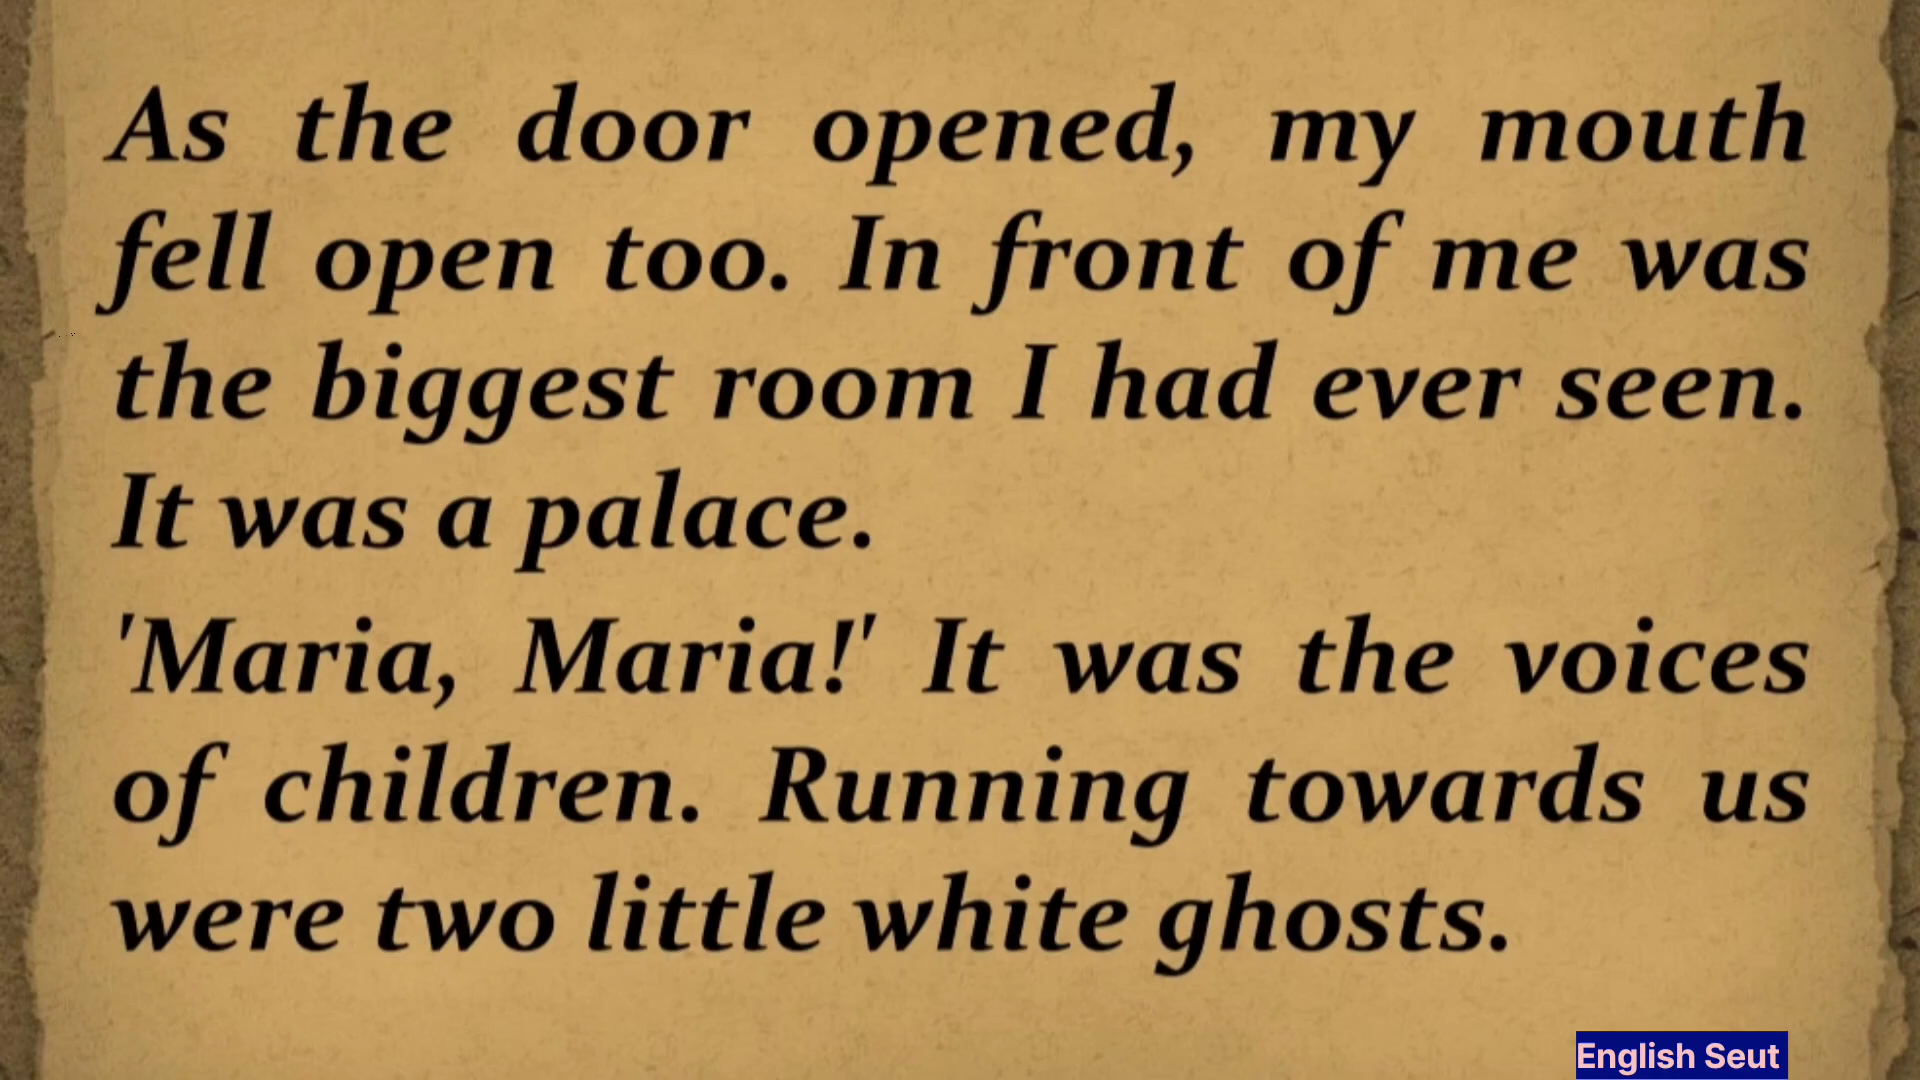 As the door opened, my mouth
fell open too. In front of me was
the biggest room I had ever seen.
It was a palace.
'Maria, Maria!' It was the voices
of children. Running towards us
were two little white ghosts.
English Seut